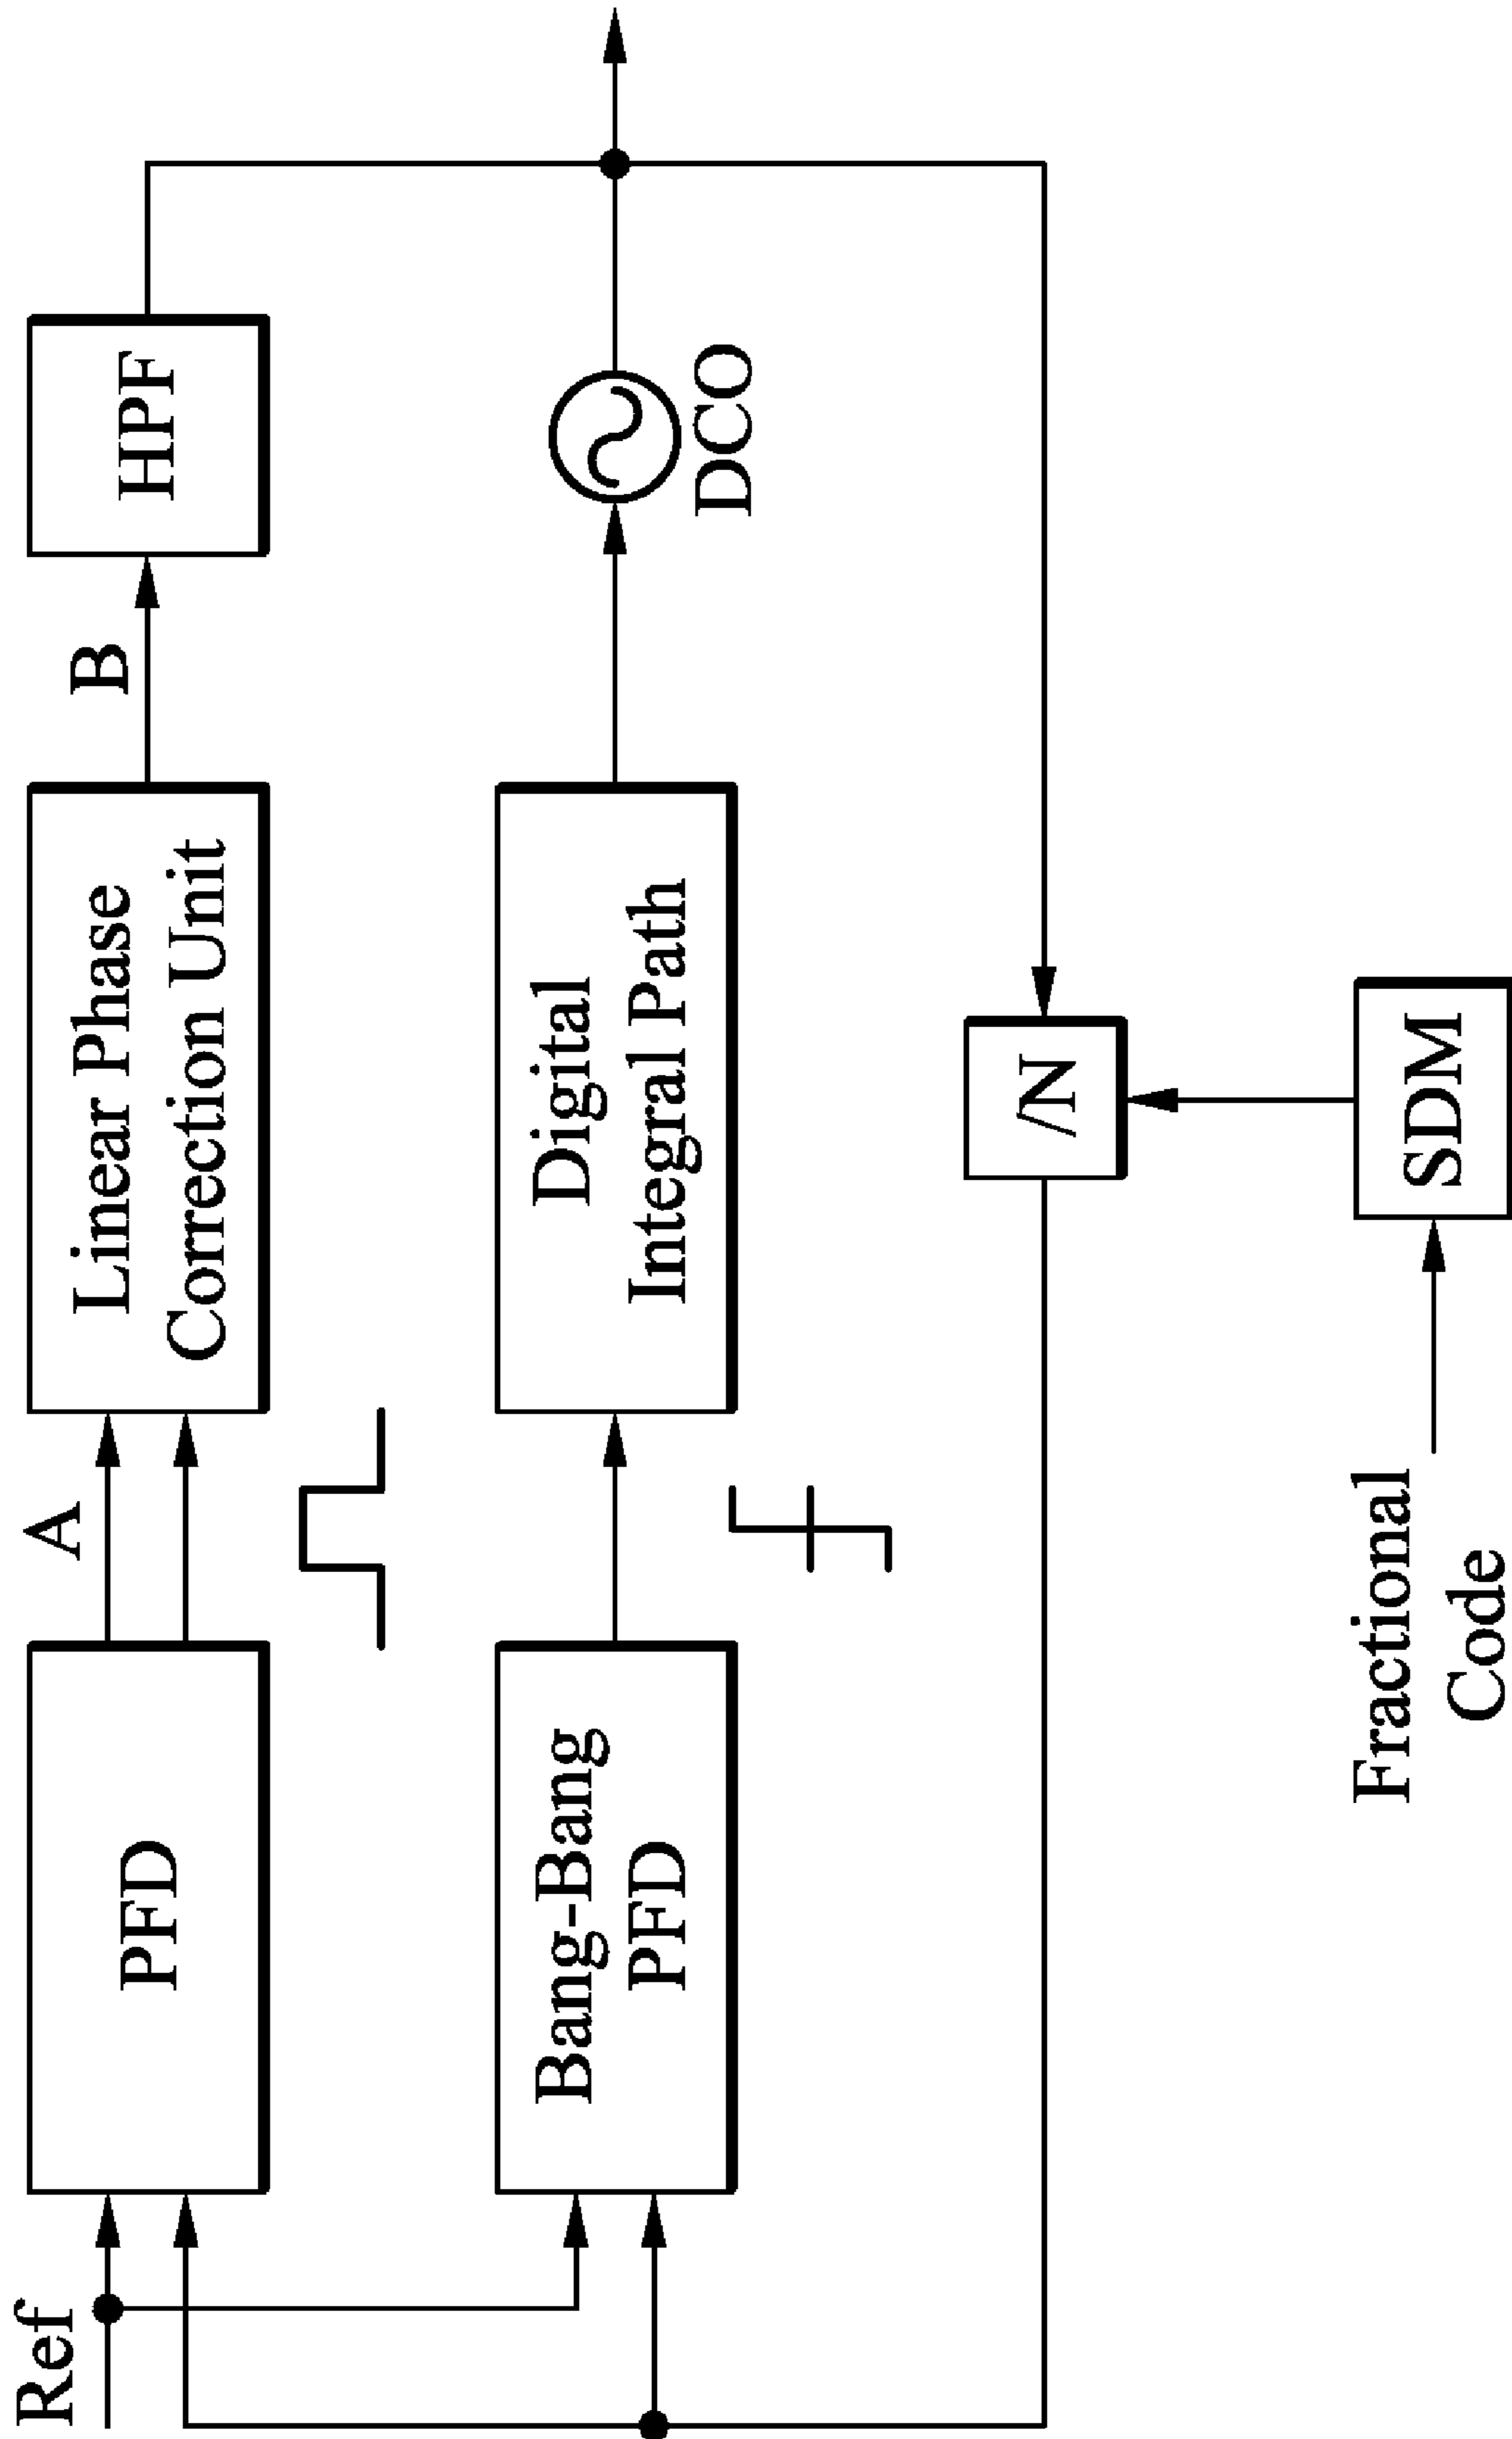 Ref
PFD
A
Linear Phase
Correction Unit
B
HPF
Bang-Bang
PFD
Digital
Integral Path
DCO
/N
Fractional
Code
SDM